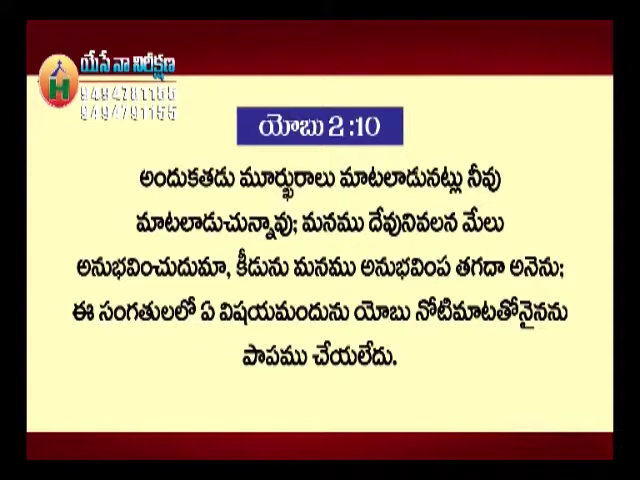 యేసే నా నిరీక్షణ
H
9494781155
9494791155
యోబు 2:10
అందుకతడు మూర్ఖురాలు మాటలాడునట్లు నీవు
మాటలాడుచున్నావు; మనము దేవునివలన మేలు
అనుభవించుదుమా, కీడును మనము అనుభవింప తగదా అనెను;
ఈ సంగతులలో ఏ విషయమందును యోబు నోటిమాటతోనైనను
పాపము చేయలేదు.